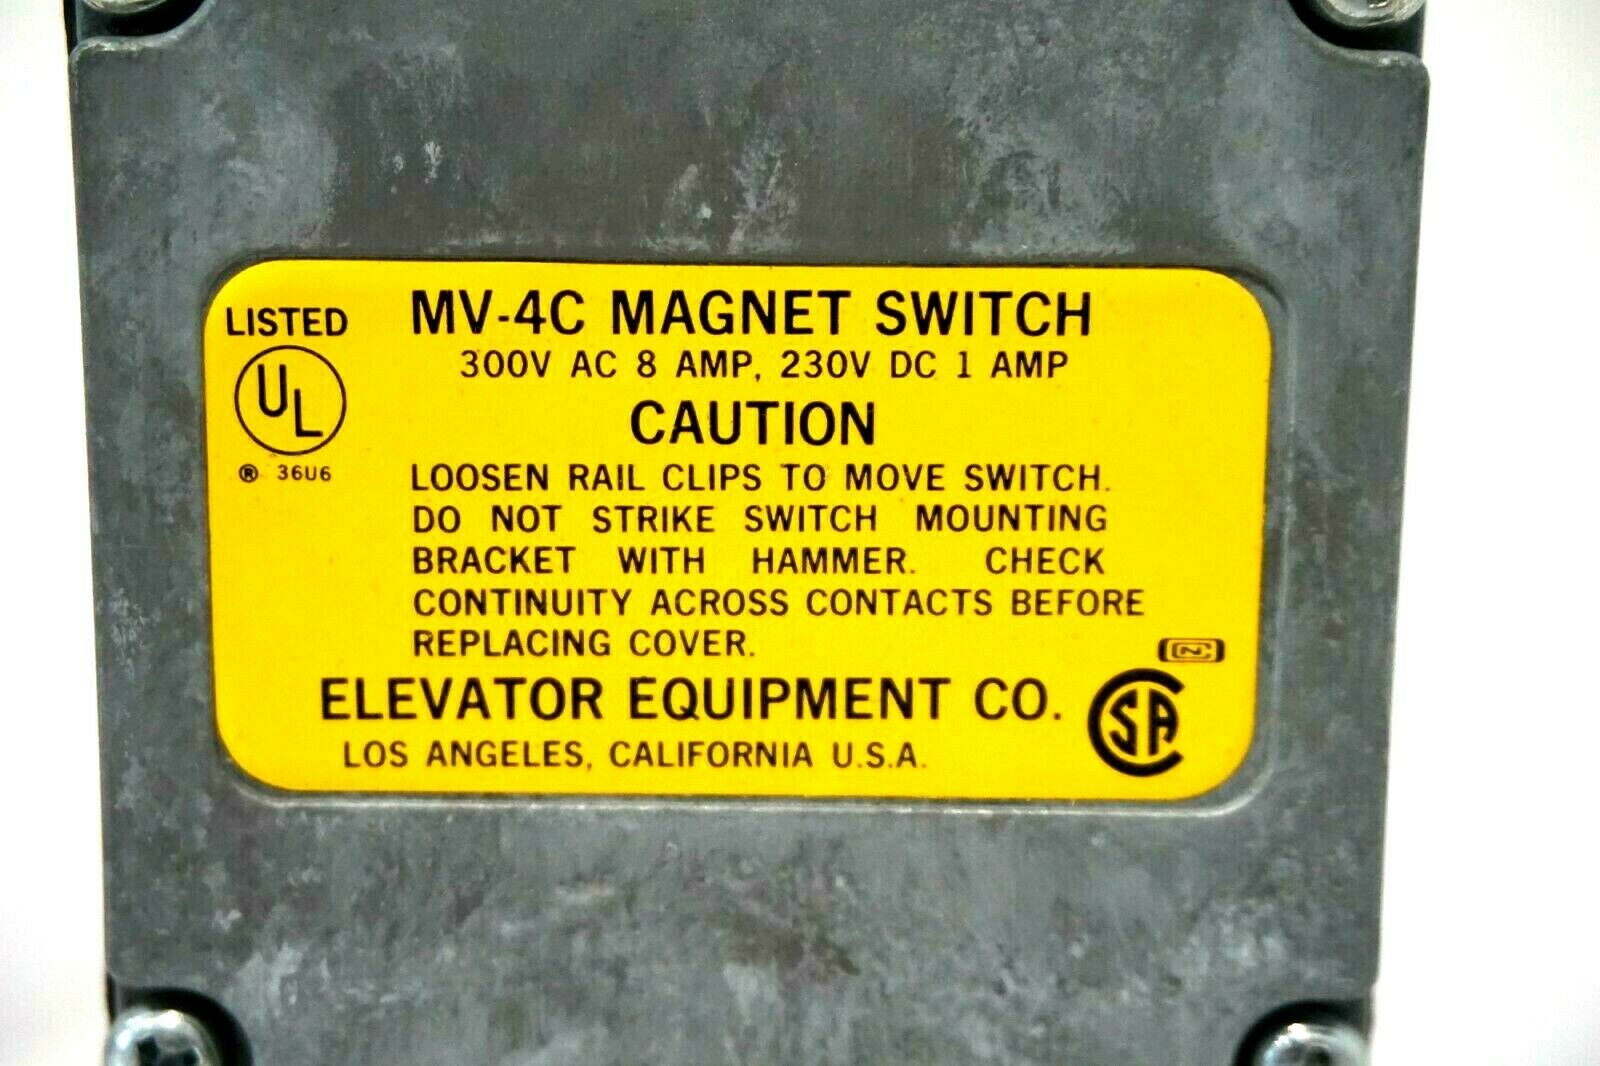 LISTED
UL
® 36U6
MV-4C MAGNET SWITCH
300V AC 8 AMP, 230V DC 1 AMP
CAUTION
LOOSEN RAIL CLIPS TO MOVE SWITCH.
DO NOT STRIKE SWITCH MOUNTING
BRACKET WITH HAMMER. CHECK
CONTINUITY ACROSS CONTACTS BEFORE
REPLACING COVER.
ELEVATOR EQUIPMENT CO.
LOS ANGELES, CALIFORNIA U.S.A.
CSA